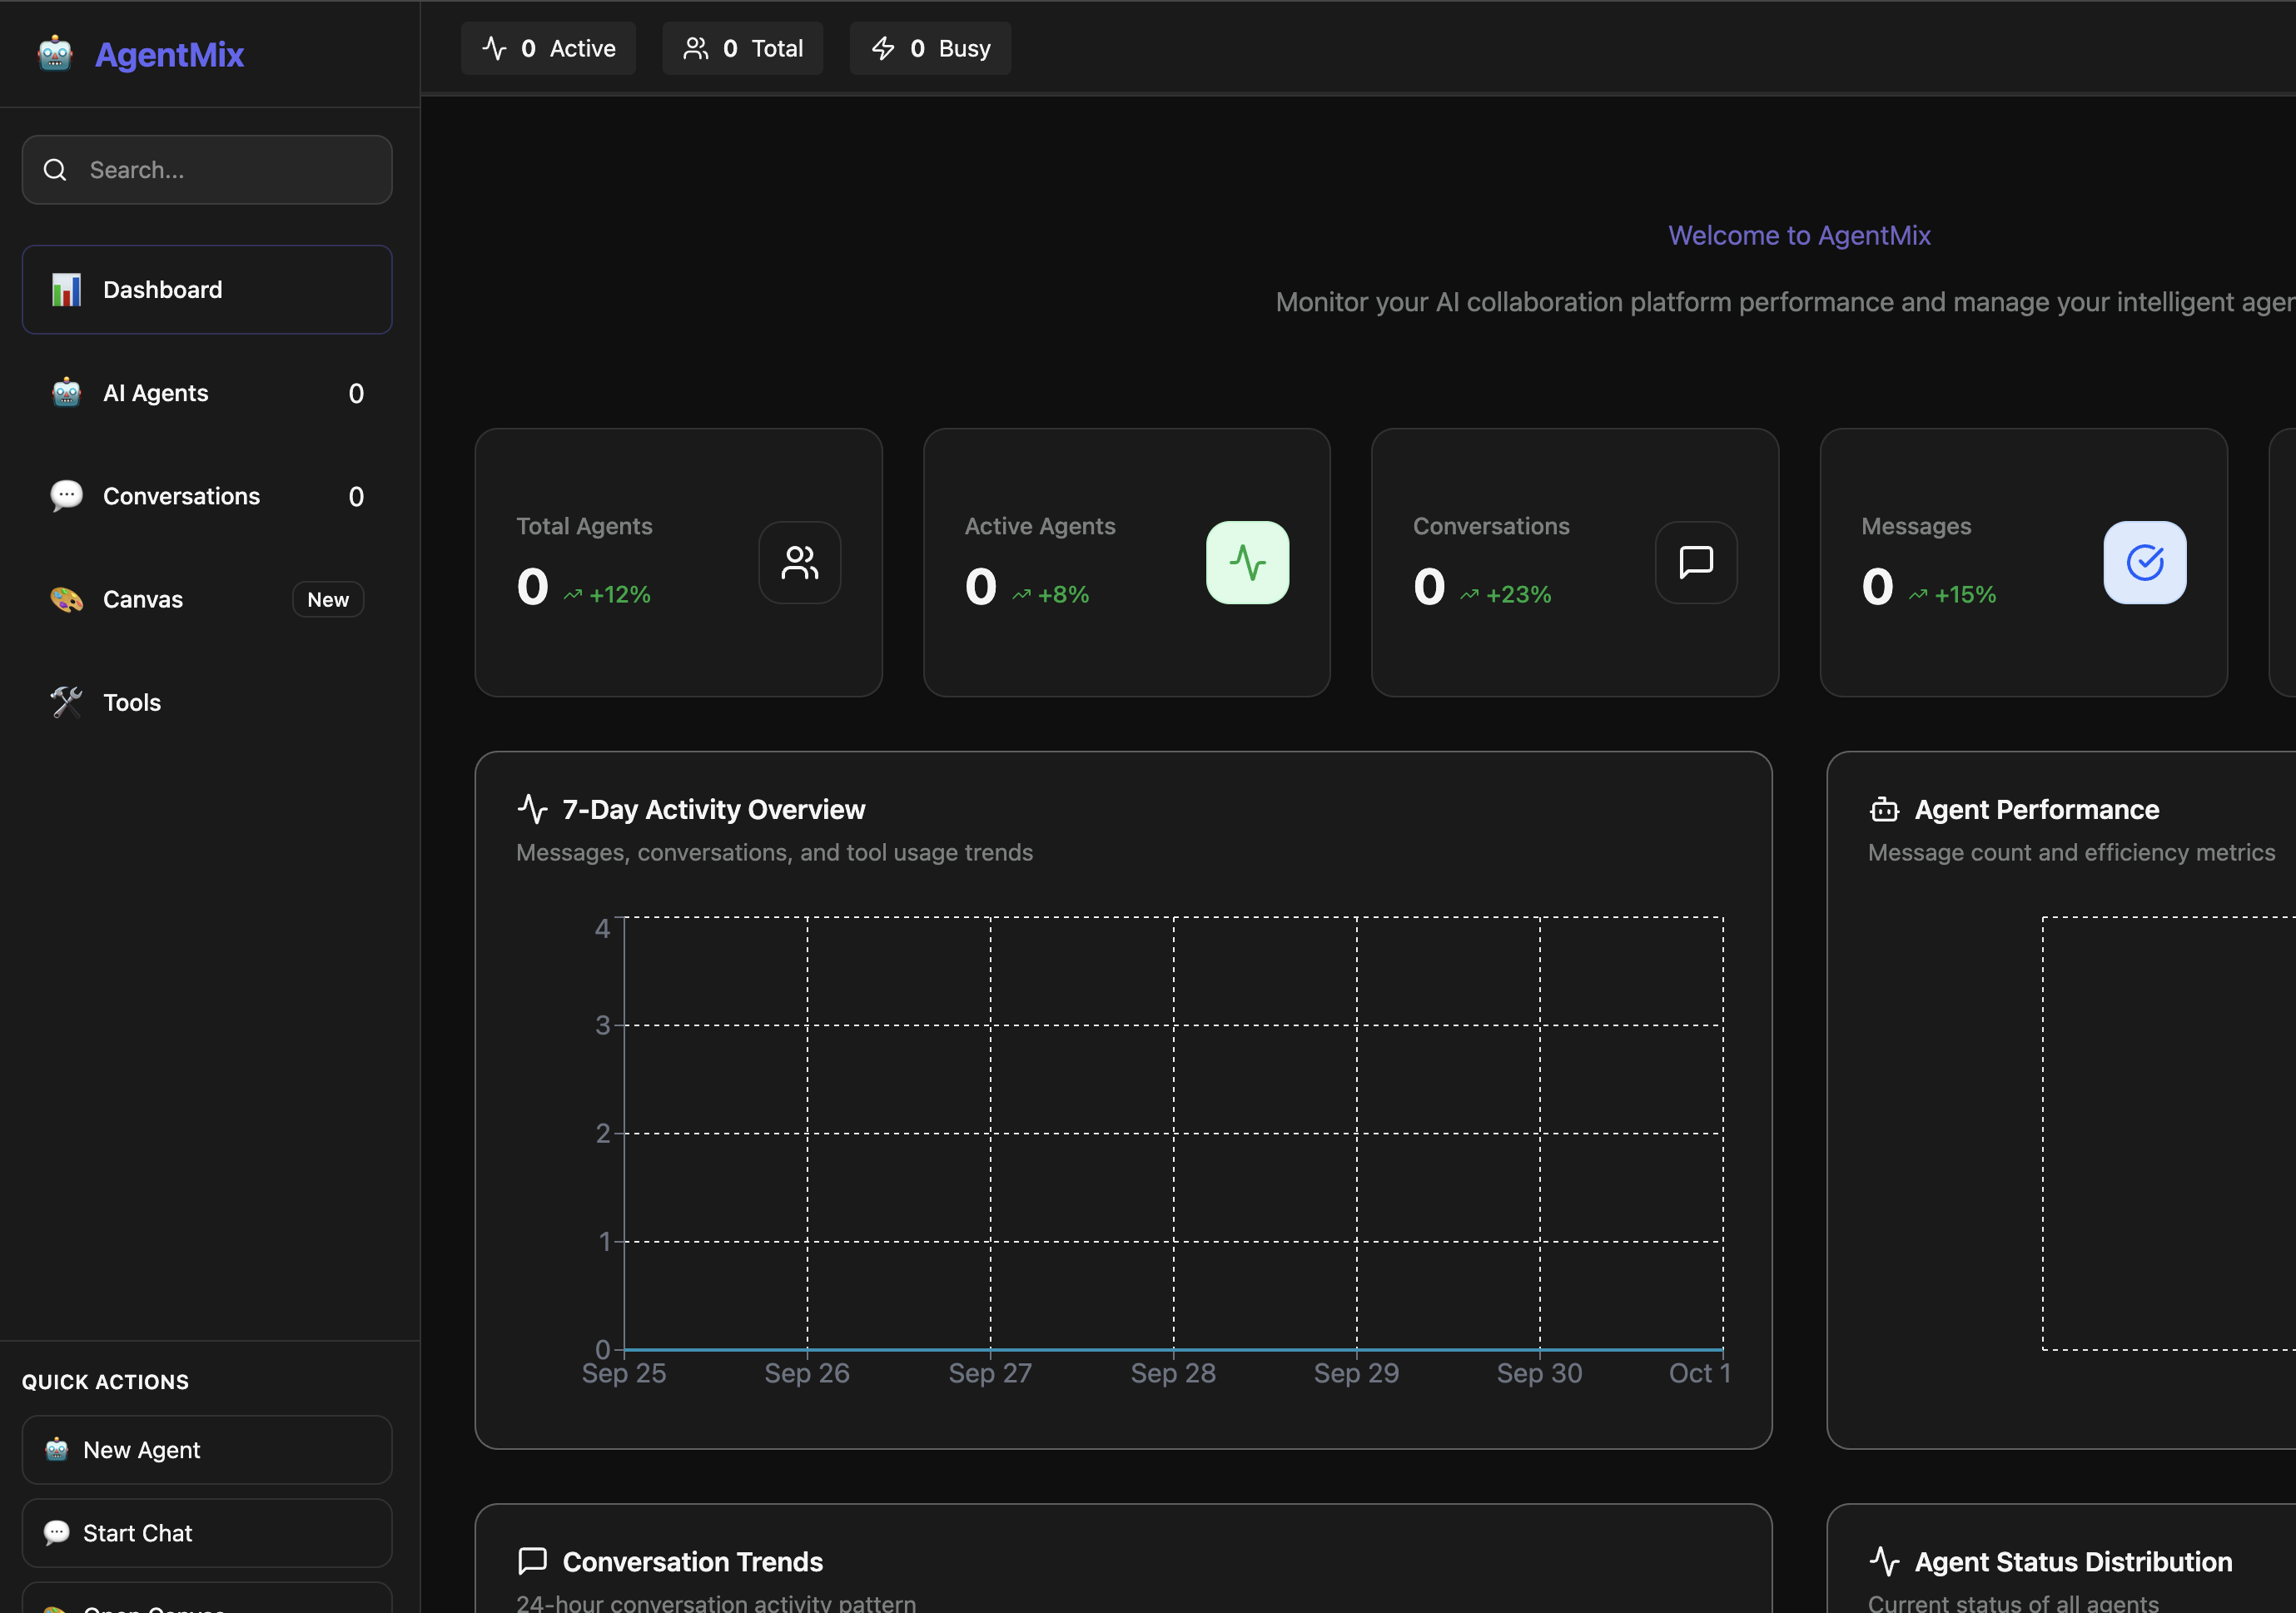 AgentMix
0 Active
0 Total
0 Busy
Search...
Dashboard
AI Agents 0
Conversations 0
Canvas New
Tools
QUICK ACTIONS
New Agent
Start Chat
Open Canvas
Welcome to AgentMix
Monitor your AI collaboration platform performance and manage your intelligent
Total Agents
0 +12%
Active Agents
0 +8%
Conversations
0 +23%
Messages
0 +15%
7-Day Activity Overview
Messages, conversations, and tool usage trends
4
3
2
1
0
Sep 25 Sep 26 Sep 27 Sep 28 Sep 29 Sep 30 Oct 1
Agent Performance
Message count and efficiency metrics
Conversation Trends
24-hour conversation activity pattern
Agent Status Distribution
Current status of all agents